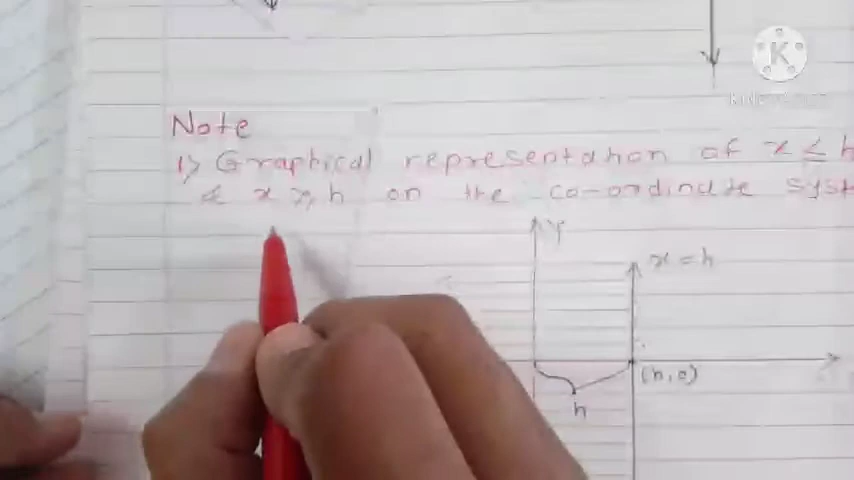 Note
1) Graphical representation of x ≤ h
& x ≥ h on the co-ordinate syst
Y
x = h
(h, 0)
h
K